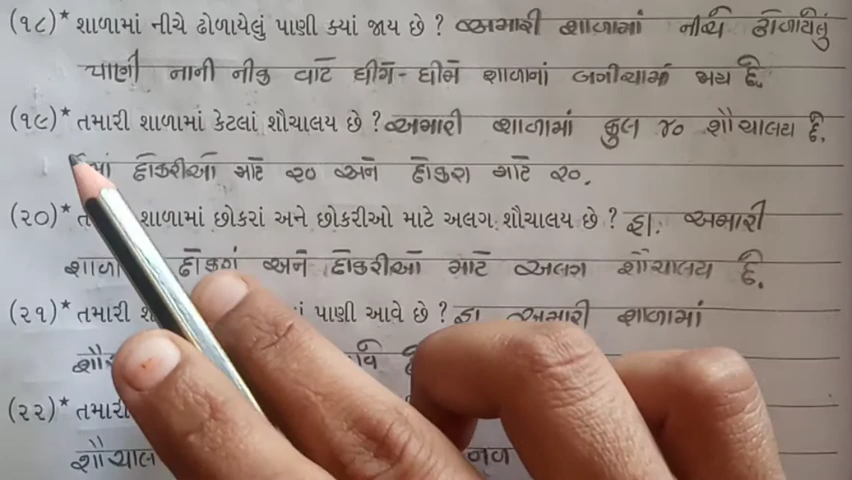 (૧૮)* શાળામાં નીચે ઢોળાયેલું પાણી ક્યાં જાય છે ? અમારી શાળામાં નીચે ઢોળાયેલું
પાણી નાની નીક વાટે ધીમે-ધીમે શાળાનાં બગીચામાં જાય છે.
(૧૯)* તમારી શાળામાં કેટલાં શૌચાલય છે ? અમારી શાળામાં કુલ ૪૦ શૌચાલય છે.
છોકરીઓ માટે ૨૦ અને છોકરા માટે ૨૦.
(૨૦)* શાળામાં છોકરાં અને છોકરીઓ માટે અલગ શૌચાલય છે ? હા. અમારી
શાળા છોકરાં અને છોકરીઓ માટે અલગ શૌચાલય છે.
(૨૧)* તમારી પાણી આવે છે ? હા અમારી શાળામાં
(૨૨)* તમારી
શૌચાલ